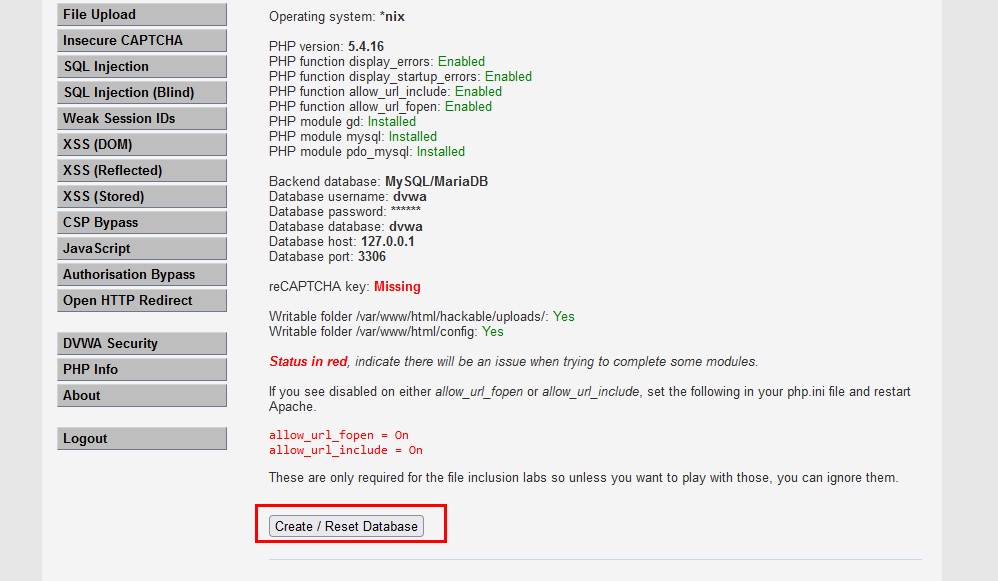 File Upload
Insecure CAPTCHA
SQL Injection
SQL Injection (Blind)
Weak Session IDs
XSS (DOM)
XSS (Reflected)
XSS (Stored)
CSP Bypass
JavaScript
Authorisation Bypass
Open HTTP Redirect
DVWA Security
PHP Info
About
Logout
Operating system: *nix
PHP version: 5.4.16
PHP function display_errors: Enabled
PHP function display_startup_errors: Enabled
PHP function allow_url_include: Enabled
PHP function allow_url_fopen: Enabled
PHP module gd: Installed
PHP module mysql: Installed
PHP module pdo_mysql: Installed
Backend database: MySQL/MariaDB
Database username: dvwa
Database password: ******
Database database: dvwa
Database host: 127.0.0.1
Database port: 3306
reCAPTCHA key: Missing
Writable folder /var/www/html/hackable/uploads/: Yes
Writable folder /var/www/html/config: Yes
Status in red, indicate there will be an issue when trying to complete some modules.
If you see disabled on either allow_url_fopen or allow_url_include, set the following in your php.ini file and restart
Apache.
allow_url_fopen = On
allow_url_include = On
These are only required for the file inclusion labs so unless you want to play with those, you can ignore them.
Create / Reset Database